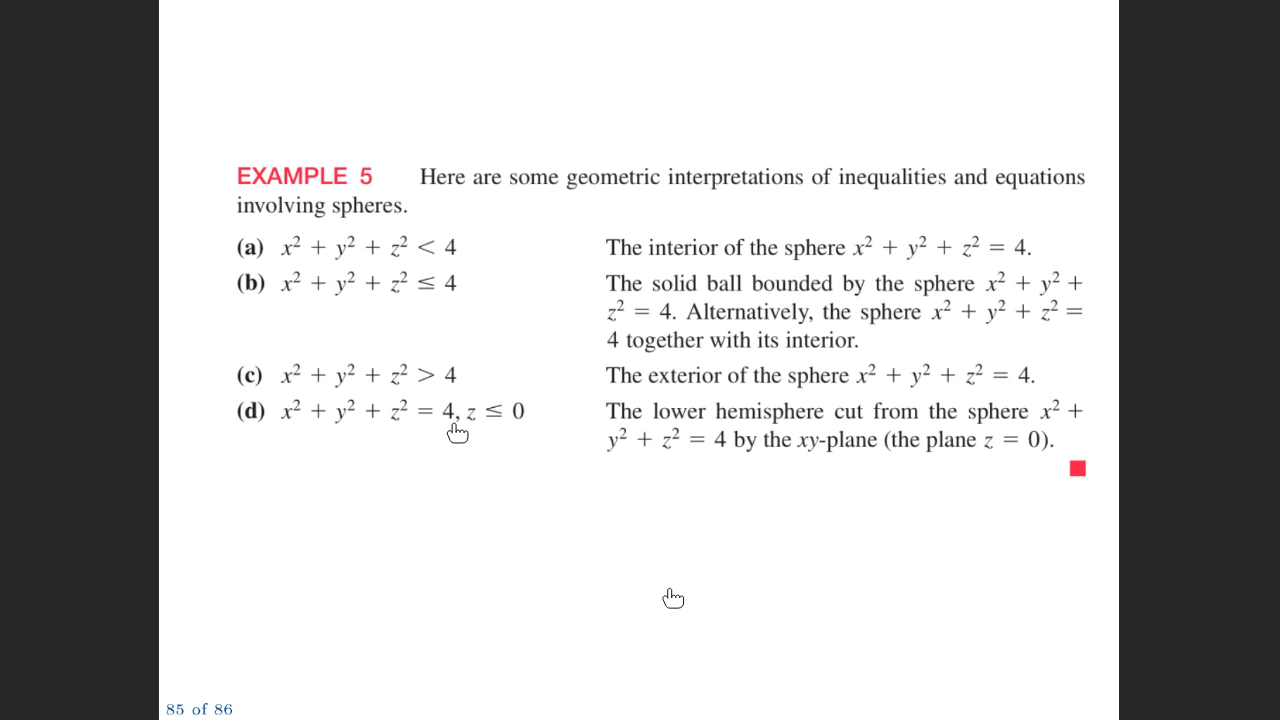 EXAMPLE 5 Here are some geometric interpretations of inequalities and equations
involving spheres.
(a) x² + y² + z² < 4 The interior of the sphere x² + y² + z² = 4.
(b) x² + y² + z² ≤ 4 The solid ball bounded by the sphere x² + y² +
z² = 4. Alternatively, the sphere x² + y² + z² =
4 together with its interior.
(c) x² + y² + z² > 4 The exterior of the sphere x² + y² + z² = 4.
(d) x² + y² + z² = 4, z ≤ 0 The lower hemisphere cut from the sphere x² +
y² + z² = 4 by the xy-plane (the plane z = 0).
85 of 86